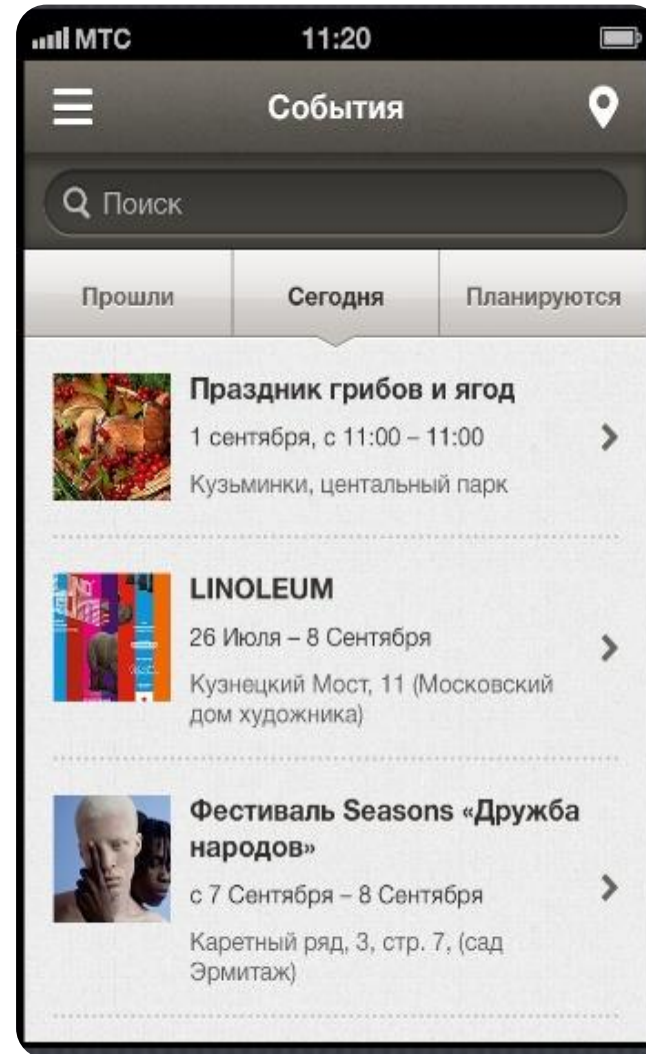 МТС 11:20
События
Поиск
Прошли Сегодня Планируются
Праздник грибов и ягод
1 сентября, с 11:00 – 11:00
Кузьминки, центальный парк
LINOLEUM
26 Июля – 8 Сентября
Кузнецкий Мост, 11 (Московский
дом художника)
Фестиваль Seasons «Дружба
народов»
с 7 Сентября – 8 Сентября
Каретный ряд, 3, стр. 7, (сад
Эрмитаж)